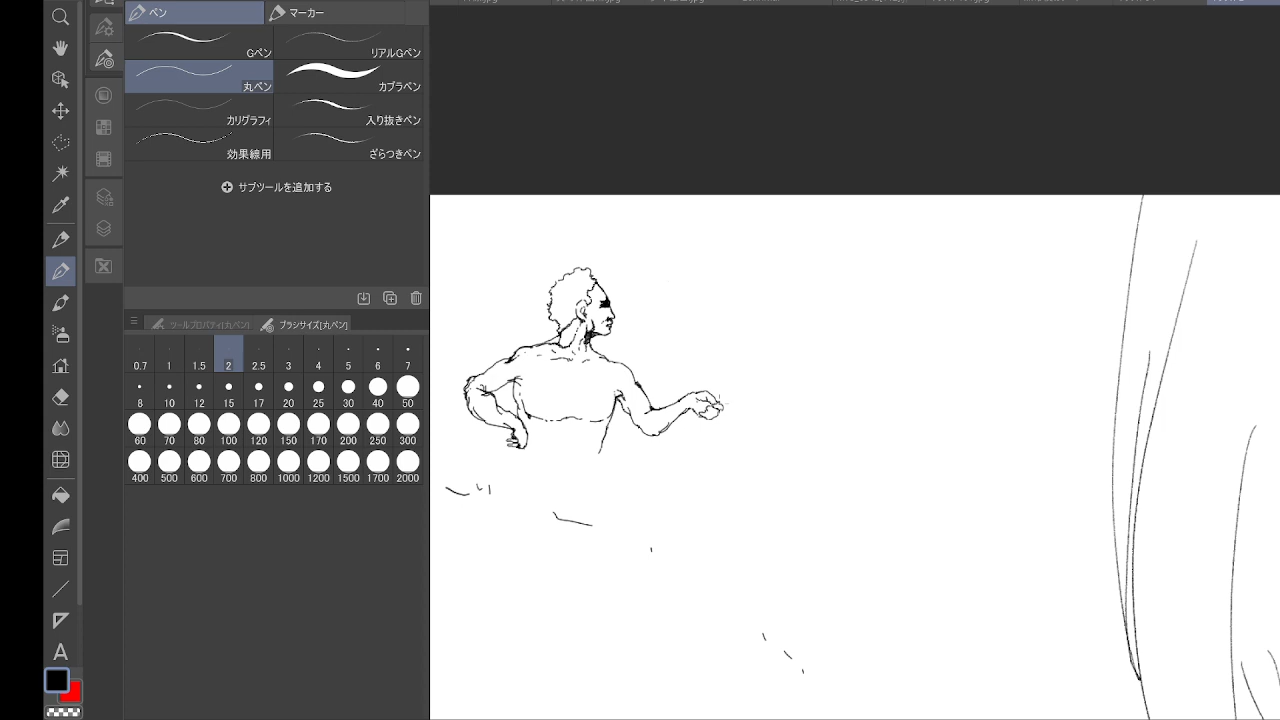 ペン マーカー
Gペン リアルGペン
丸ペン カブラペン
カリグラフィ 入り抜きペン
効果線用 ざらつきペン
サブツールを追加する
ツールプロパティ[丸ペン] ブラシサイズ[丸ペン]
0.7 1 1.5 2 2.5 3 4 5 6 7
8 10 12 15 17 20 25 30 40 50
60 70 80 100 120 150 170 200 250 300
400 500 600 700 800 1000 1200 1500 1700 2000